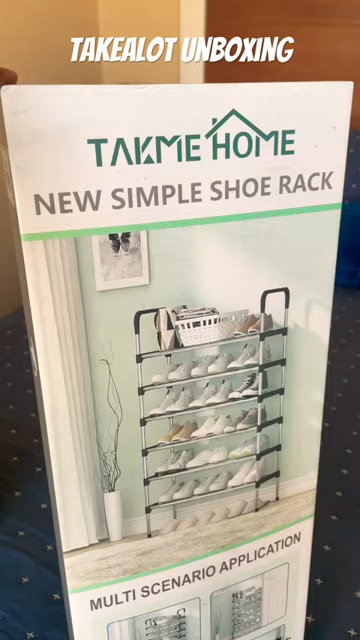 TAKEALOT UNBOXING
TAKME HOME
NEW SIMPLE SHOE RACK
MULTI SCENARIO APPLICATION